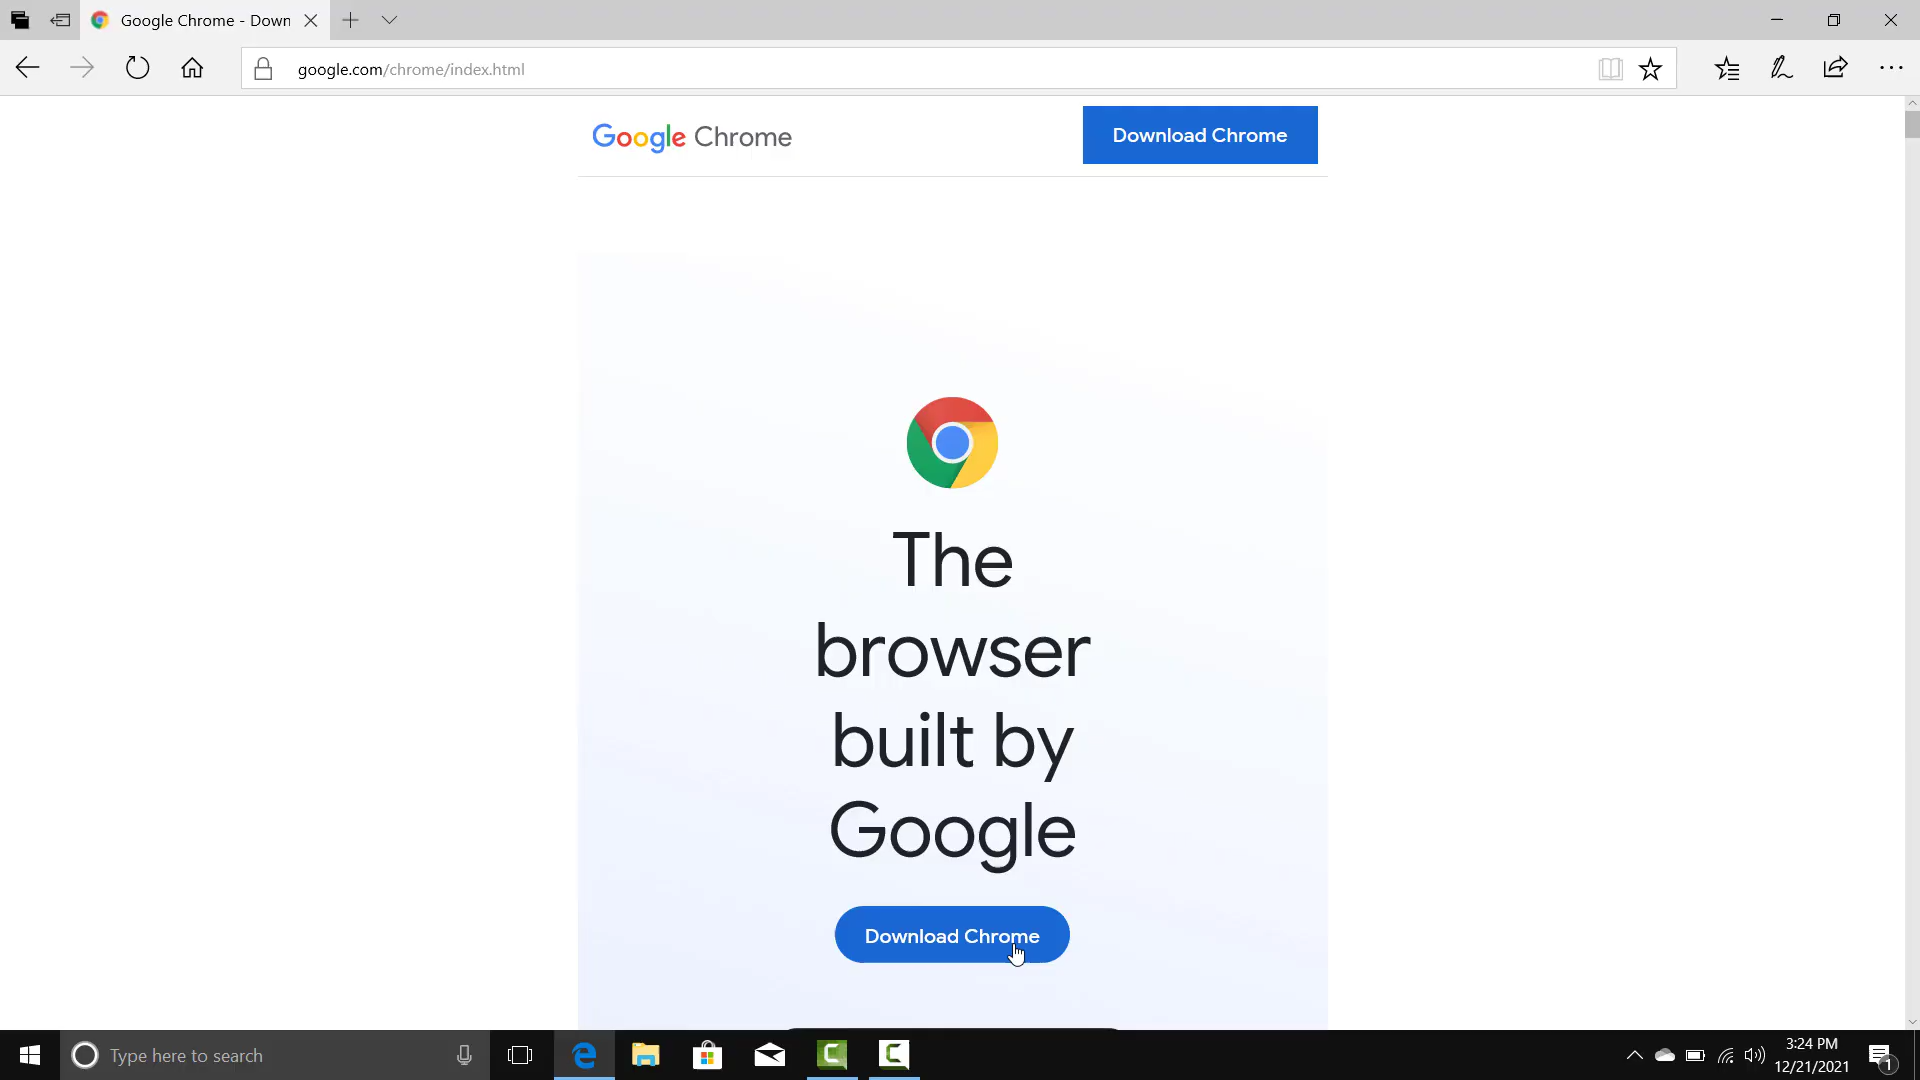 Google Chrome - Down
google.com/chrome/index.html
Google Chrome
Download Chrome
The
browser
built by
Google
Download Chrome
Type here to search
3:24 PM
12/21/2021
1